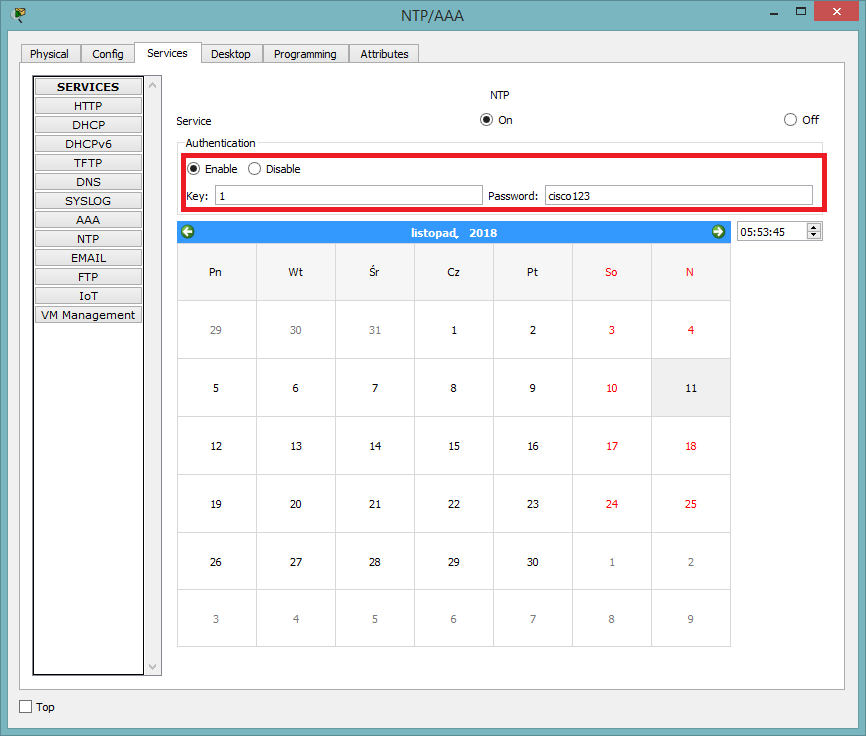 NTP/AAA
Physical Config Services Desktop Programming Attributes
SERVICES
HTTP
DHCP
DHCPv6
TFTP
DNS
SYSLOG
AAA
NTP
EMAIL
FTP
IoT
VM Management
NTP
Service On Off
Authentication
Enable Disable
Key: 1 Password: cisco123
listopad, 2018 05:53:45
Pn Wt Śr Cz Pt So N
29 30 31 1 2 3 4
5 6 7 8 9 10 11
12 13 14 15 16 17 18
19 20 21 22 23 24 25
26 27 28 29 30 1 2
3 4 5 6 7 8 9
Top